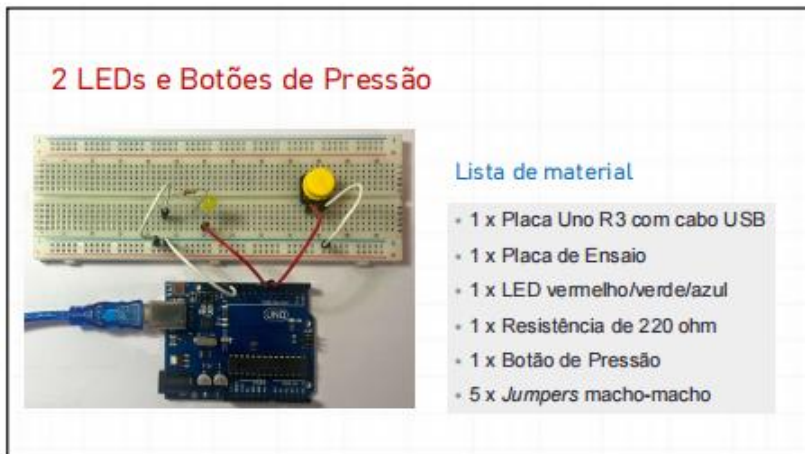 2 LEDs e Botões de Pressão
UNO
Lista de material
• 1 x Placa Uno R3 com cabo USB
• 1 x Placa de Ensaio
• 1 x LED vermelho/verde/azul
• 1 x Resistência de 220 ohm
• 1 x Botão de Pressão
• 5 x Jumpers macho-macho